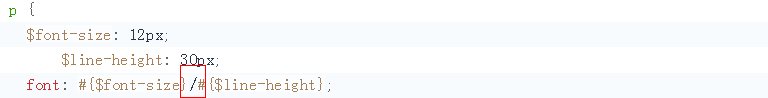 p {
$font-size: 12px;
$line-height: 30px;
font: #{$font-size}/#{$line-height};